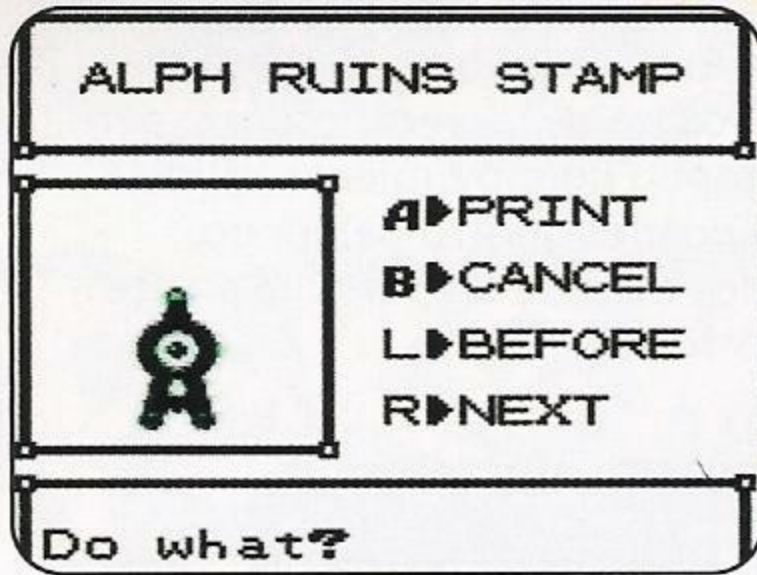 ALPH RUINS STAMP
A▶PRINT
B▶CANCEL
L▶BEFORE
R▶NEXT
Do what?